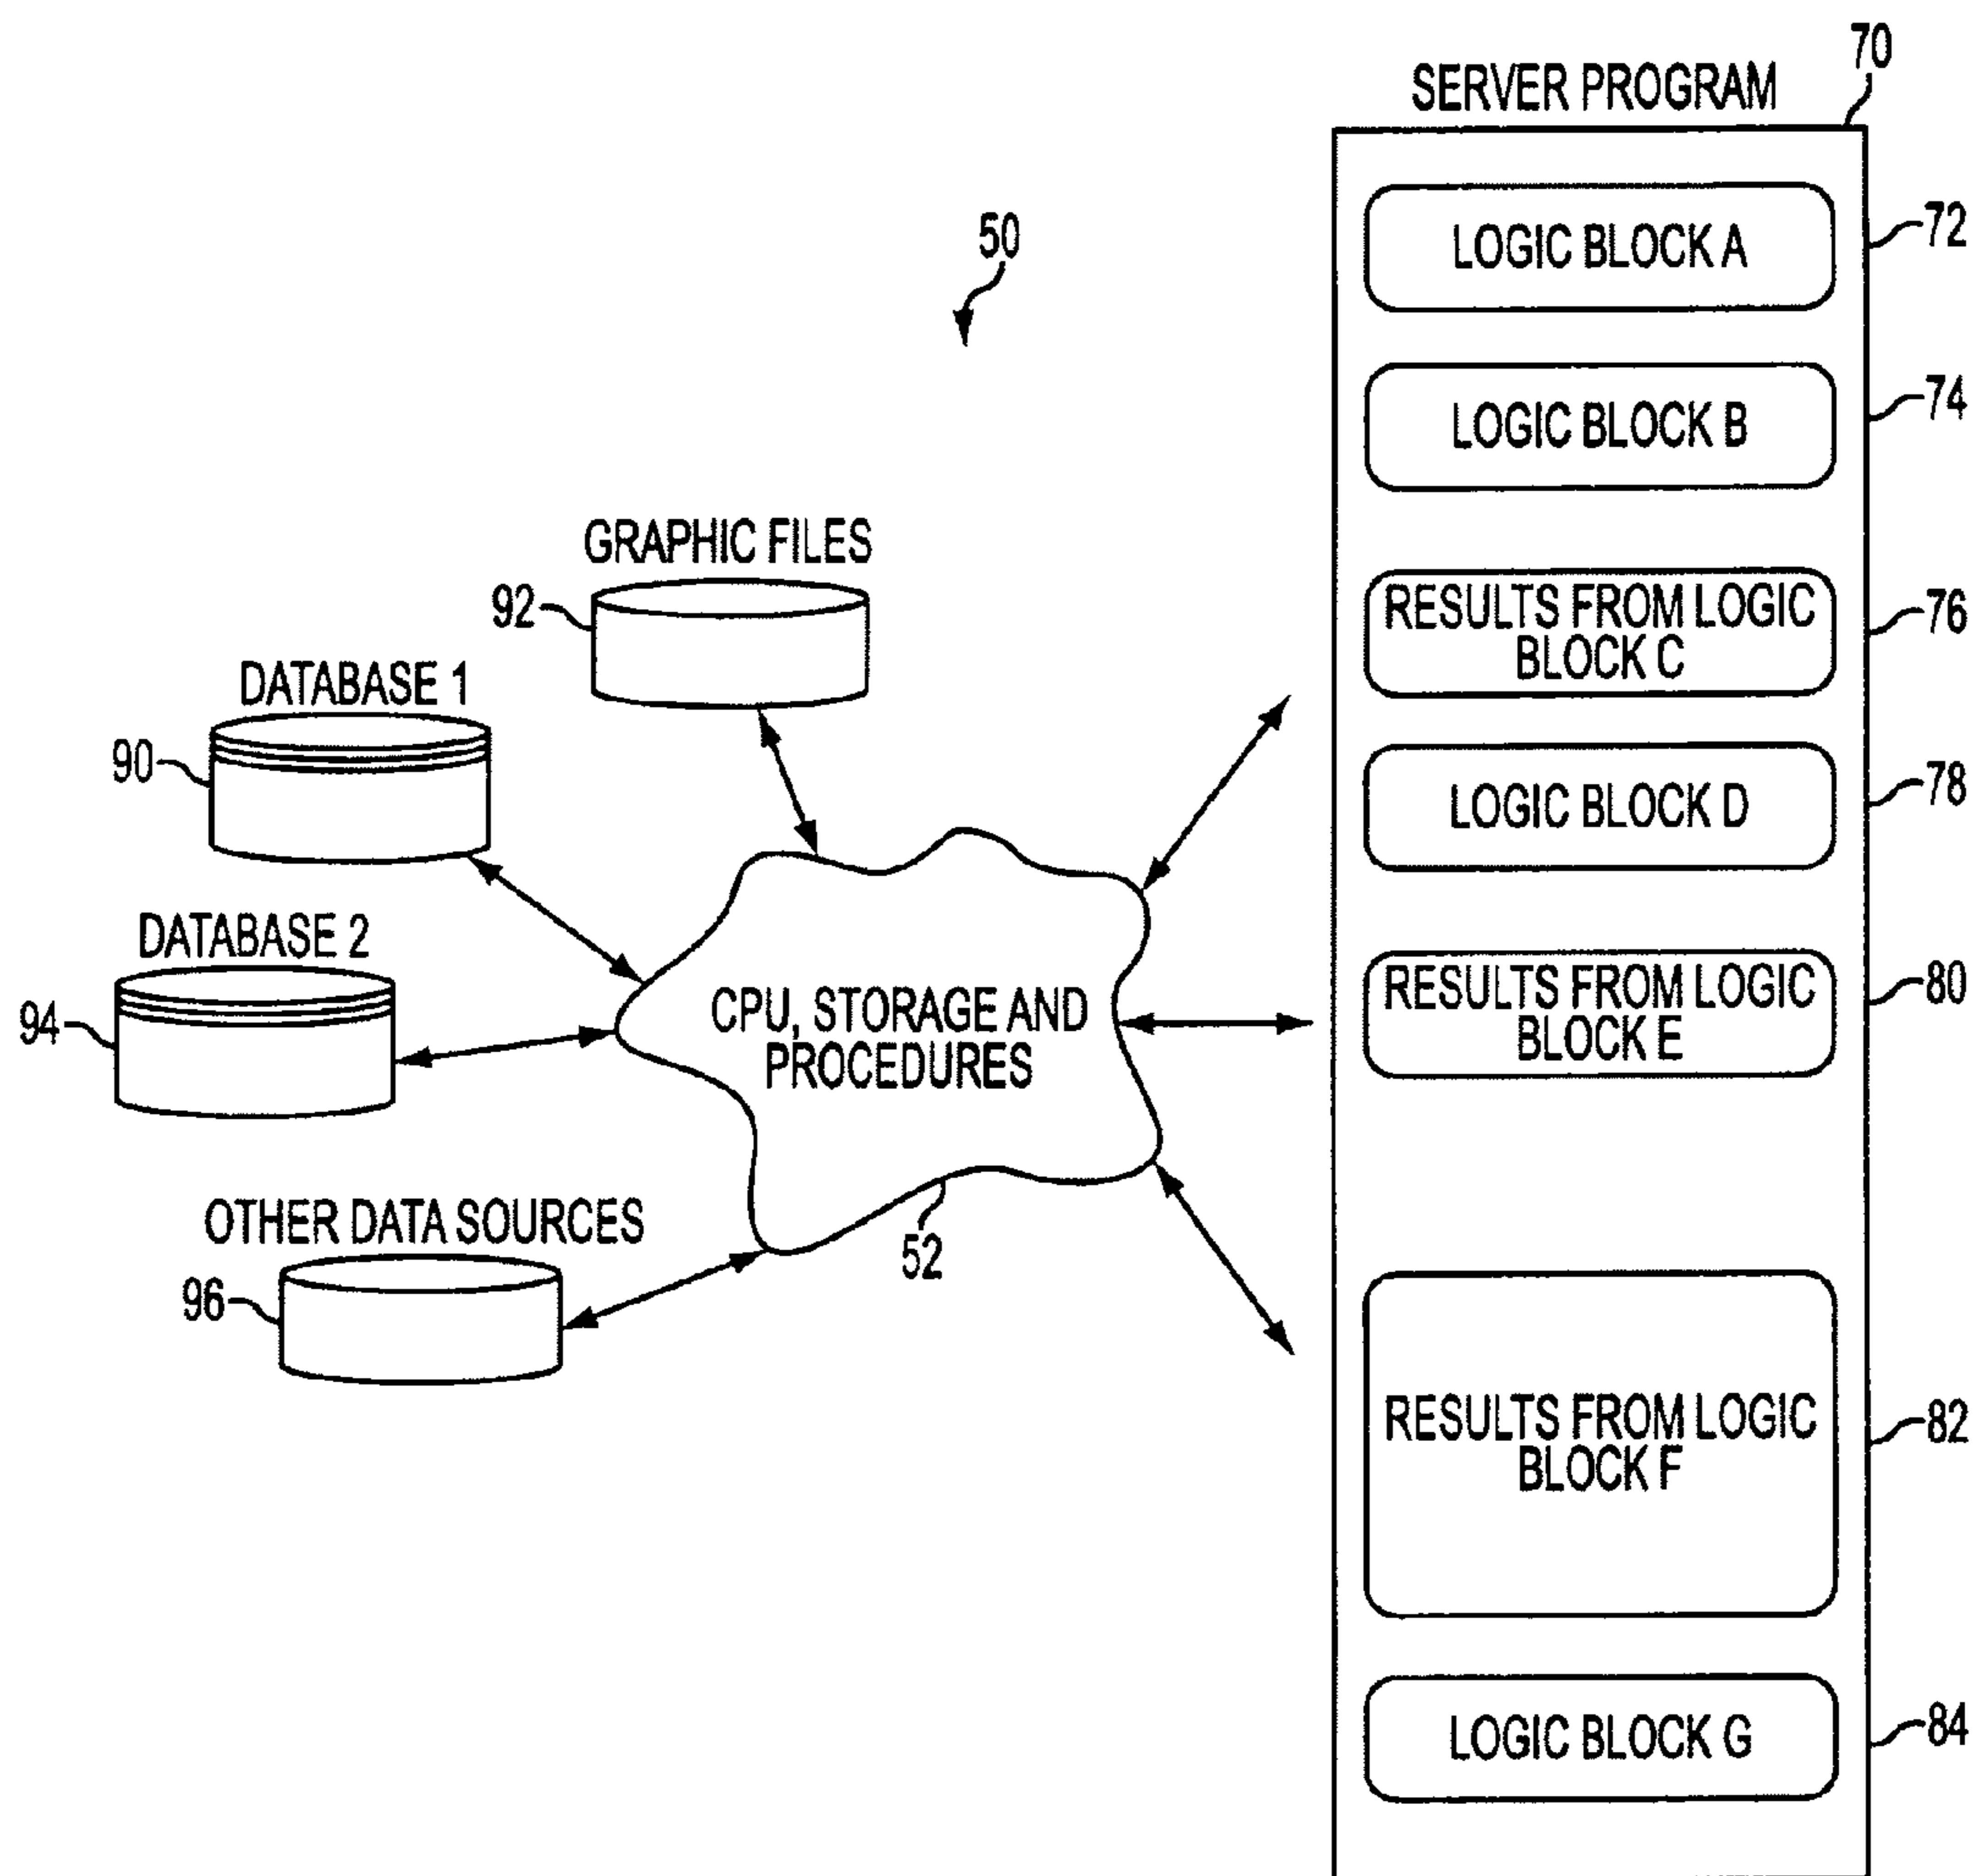 70
SERVER PROGRAM
LOGIC BLOCK A
72
50
LOGIC BLOCK B
74
GRAPHIC FILES
92
RESULTS FROM LOGIC
BLOCK C
76
DATABASE 1
90
LOGIC BLOCK D
78
DATABASE 2
94
CPU, STORAGE AND
PROCEDURES
RESULTS FROM LOGIC
BLOCK E
80
OTHER DATA SOURCES
96
52
RESULTS FROM LOGIC
BLOCK F
82
LOGIC BLOCK G
84